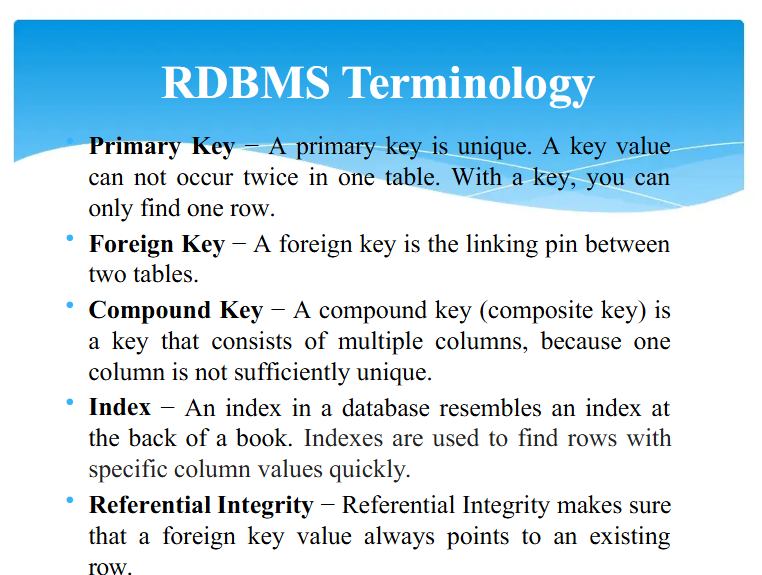 RDBMS Terminology
• Primary Key − A primary key is unique. A key value
can not occur twice in one table. With a key, you can
only find one row.
• Foreign Key − A foreign key is the linking pin between
two tables.
• Compound Key − A compound key (composite key) is
a key that consists of multiple columns, because one
column is not sufficiently unique.
• Index − An index in a database resembles an index at
the back of a book. Indexes are used to find rows with
specific column values quickly.
• Referential Integrity − Referential Integrity makes sure
that a foreign key value always points to an existing
row.